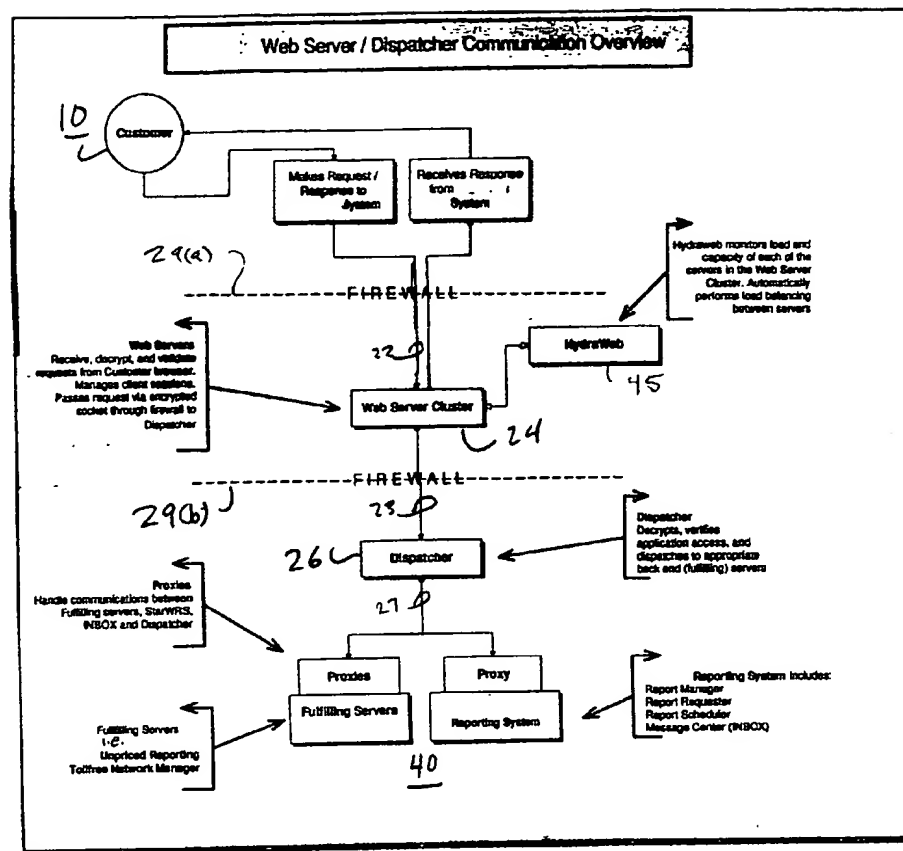 Web Server / Dispatcher Communication Overview
10
Customer
Makes Request /
Response to
System
Receives Response
from
System
29(a)
FIREWALL
Hydraweb monitors load and
capacity of each of the
servers in the Web Server
Cluster. Automatically
performs load balancing
between servers
HydraWeb
45
22
Web Servers
Receive, decrypt, and validate
requests from Customer browser.
Manages client sessions.
Passes request via encrypted
socket through firewall to
Dispatcher
Web Server Cluster
24
FIREWALL
29(b)
23
26
Dispatcher
Dispatcher
Decrypts, verifies
application access, and
dispatches to appropriate
back end (fulfilling) servers
27
Proxies
Handle communications between
Fulfilling servers, StarWRS,
INBOX and Dispatcher
Proxies
Fulfilling Servers
Proxy
Reporting System
Reporting System Includes:
Report Manager
Report Requester
Report Scheduler
Message Center (INBOX)
Fulfilling Servers
i.e.
Unpriced Reporting
Tollfree Network Manager
40